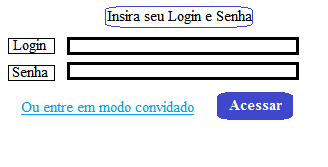 Insira seu Login e Senha
Login
Senha
Ou entre em modo convidado
Acessar